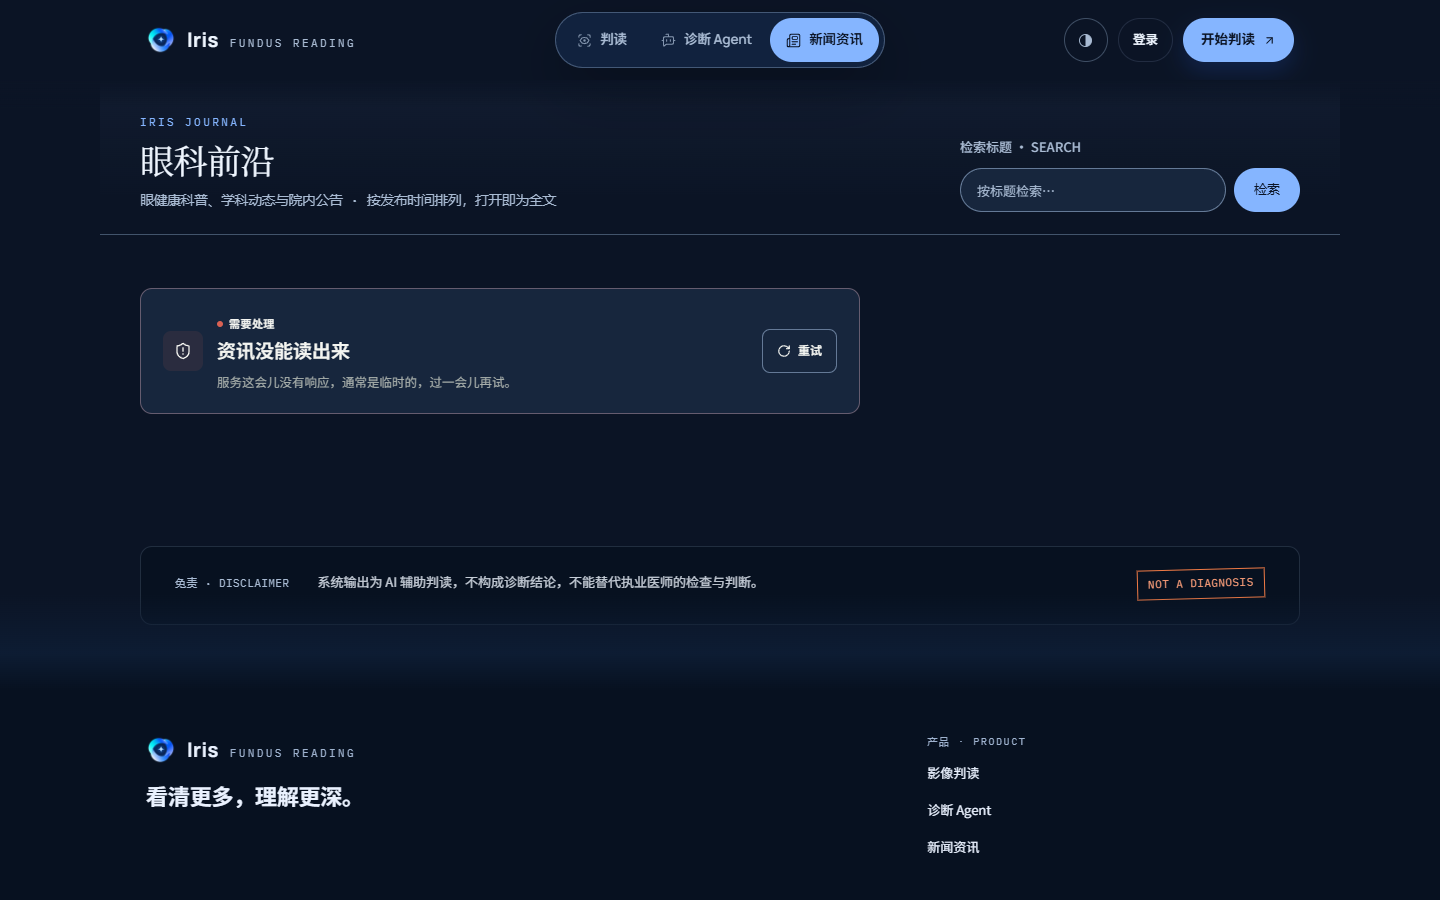 Iris FUNDUS READING
判读
诊断 Agent
新闻资讯
登录
开始判读
IRIS JOURNAL
眼科前沿
眼健康科普、学科动态与院内公告 · 按发布时间排列，打开即为全文
检索标题 • SEARCH
按标题检索…
检索
需要处理
资讯没能读出来
服务这会儿没有响应，通常是临时的，过一会儿再试。
重试
免责 · DISCLAIMER
系统输出为 AI 辅助判读，不构成诊断结论，不能替代执业医师的检查与判断。
NOT A DIAGNOSIS
Iris FUNDUS READING
看清更多，理解更深。
产品 · PRODUCT
影像判读
诊断 Agent
新闻资讯